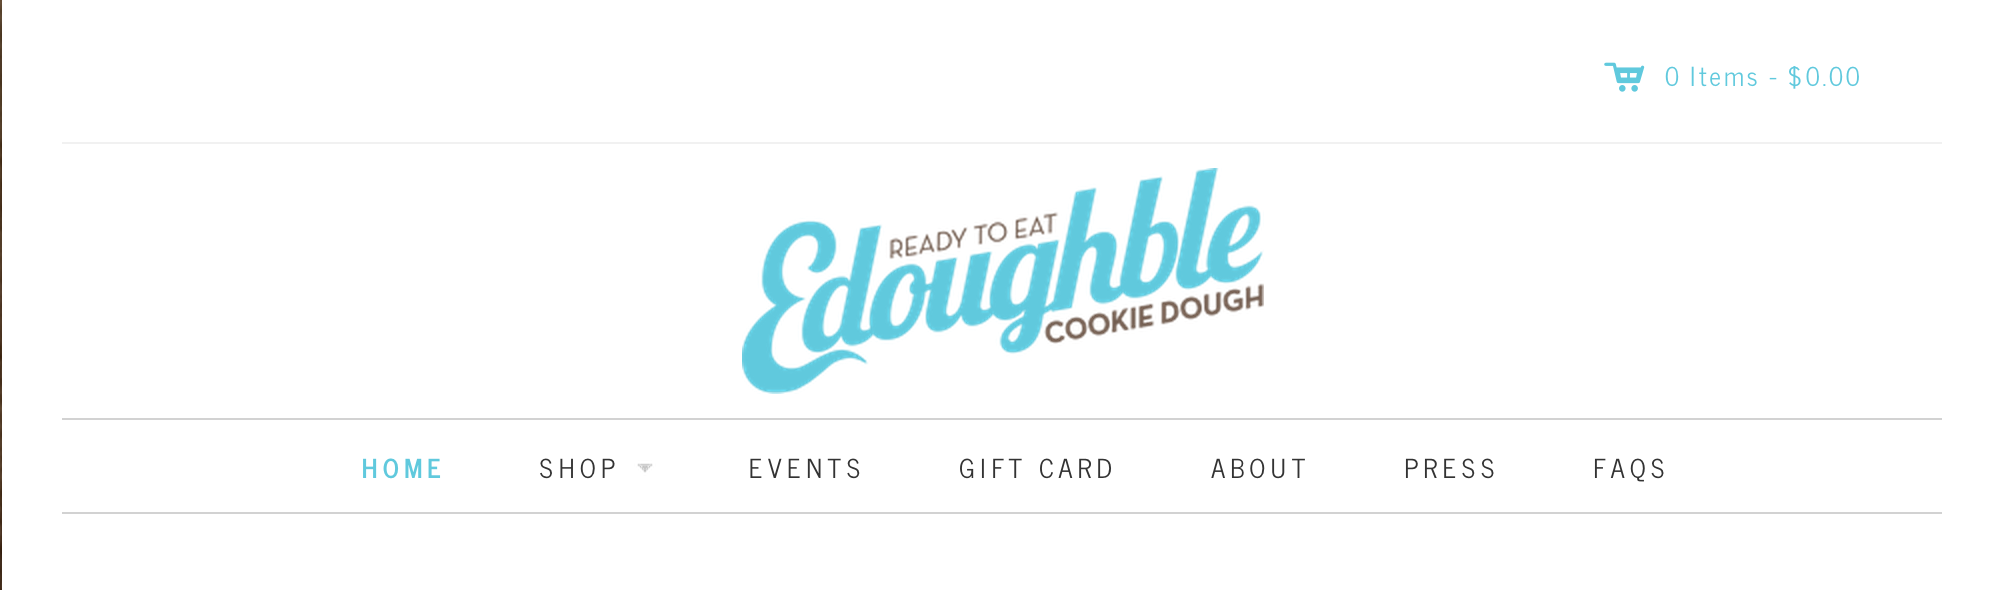 0 Items - $0.00
READY TO EAT
Edoughble
COOKIE DOUGH
HOME SHOP EVENTS GIFT CARD ABOUT PRESS FAQS